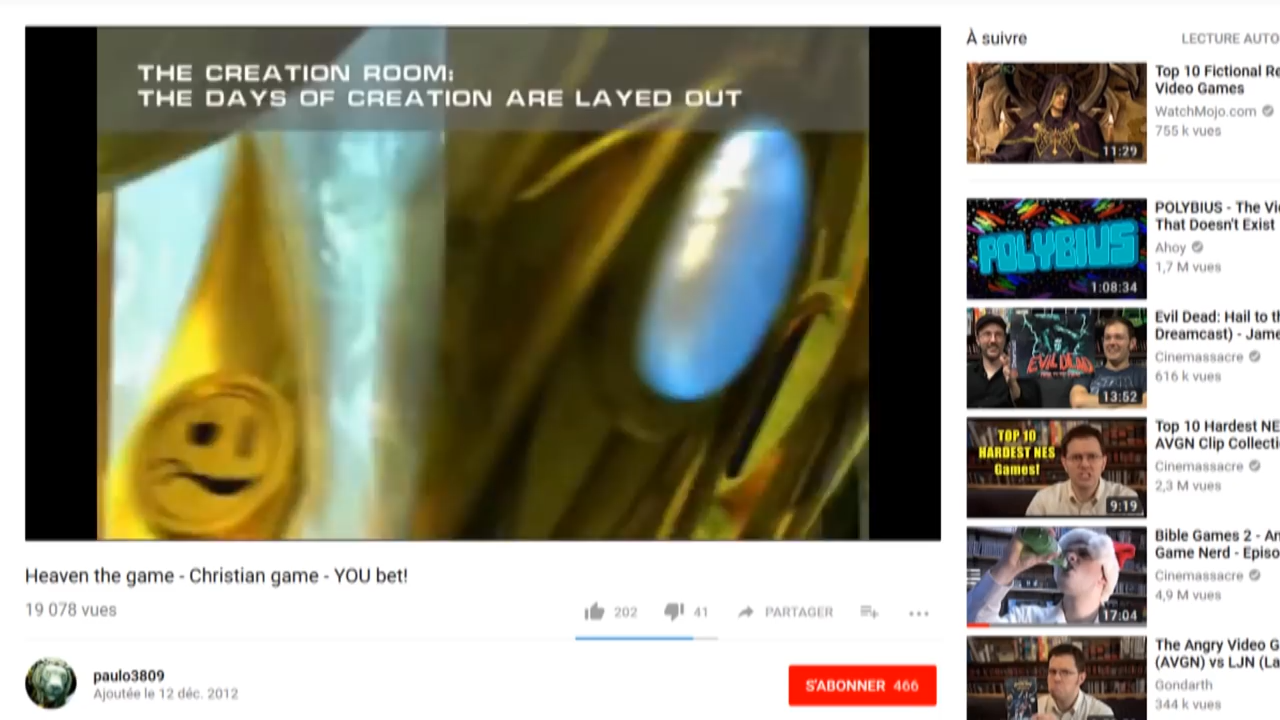 THE CREATION ROOM:
THE DAYS OF CREATION ARE LAYED OUT
Heaven the game - Christian game - YOU bet!
19 078 vues
202
41
PARTAGER
paulo3809
Ajoutée le 12 déc. 2012
S'ABONNER 466
À suivre
LECTURE AUTO
11:29
Top 10 Fictional Re
Video Games
WatchMojo.com
755 k vues
POLYBIUS
1:08:34
POLYBIUS - The Vi
That Doesn't Exist
Ahoy
1,7 M vues
EVIL DEAD
13:52
Evil Dead: Hail to th
Dreamcast) - Jame
Cinemassacre
616 k vues
TOP 10
HARDEST NES
Games!
9:19
Top 10 Hardest NE
AVGN Clip Collecti
Cinemassacre
2,3 M vues
17:04
Bible Games 2 - An
Game Nerd - Episo
Cinemassacre
4,9 M vues
The Angry Video G
(AVGN) vs LJN (La
Gondarth
344 k vues